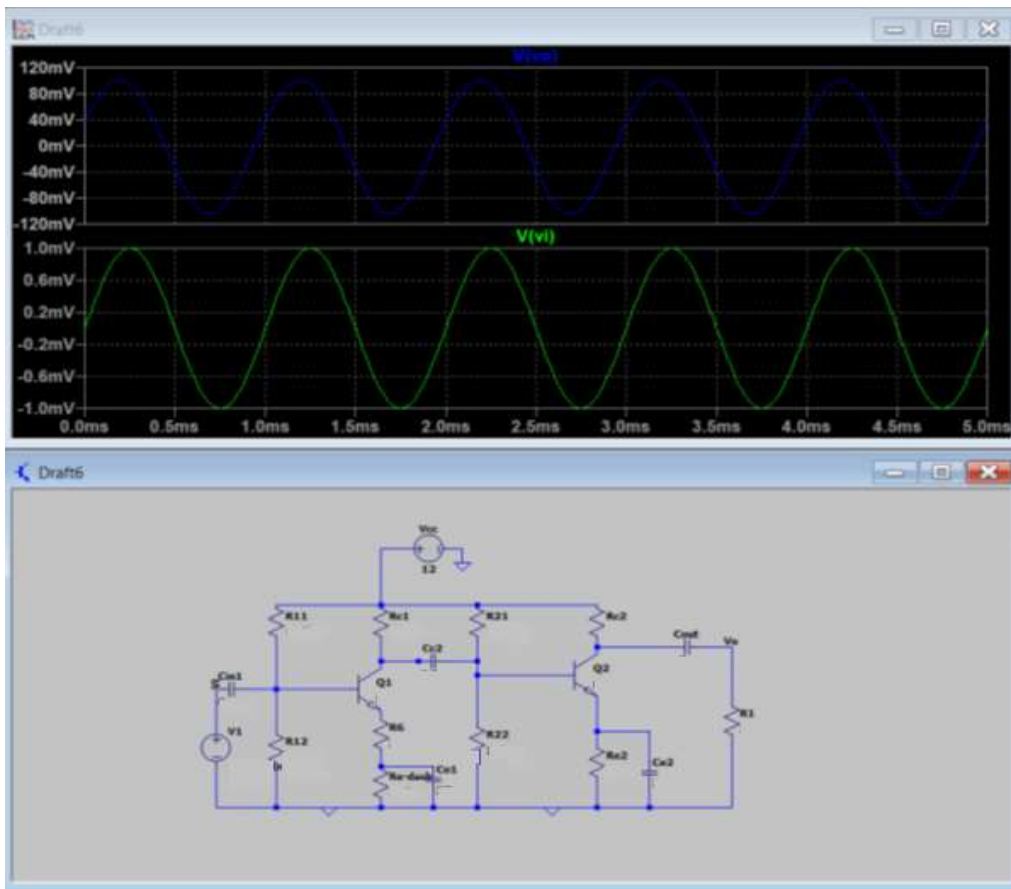 Draft6
V(vo)
120mV
80mV
40mV
0mV
-40mV
-80mV
-120mV
V(vi)
1.0mV
0.6mV
0.2mV
-0.2mV
-0.6mV
-1.0mV
0.0ms 0.5ms 1.0ms 1.5ms 2.0ms 2.5ms 3.0ms 3.5ms 4.0ms 4.5ms 5.0ms
Draft6
Vcc
12
R11 Rc1 R21 Rc2
Cc2 Cout Vo
Cin1 Q1 Q2
V1 R12 R6 R22 R1
Ce1 Re2 Ce2